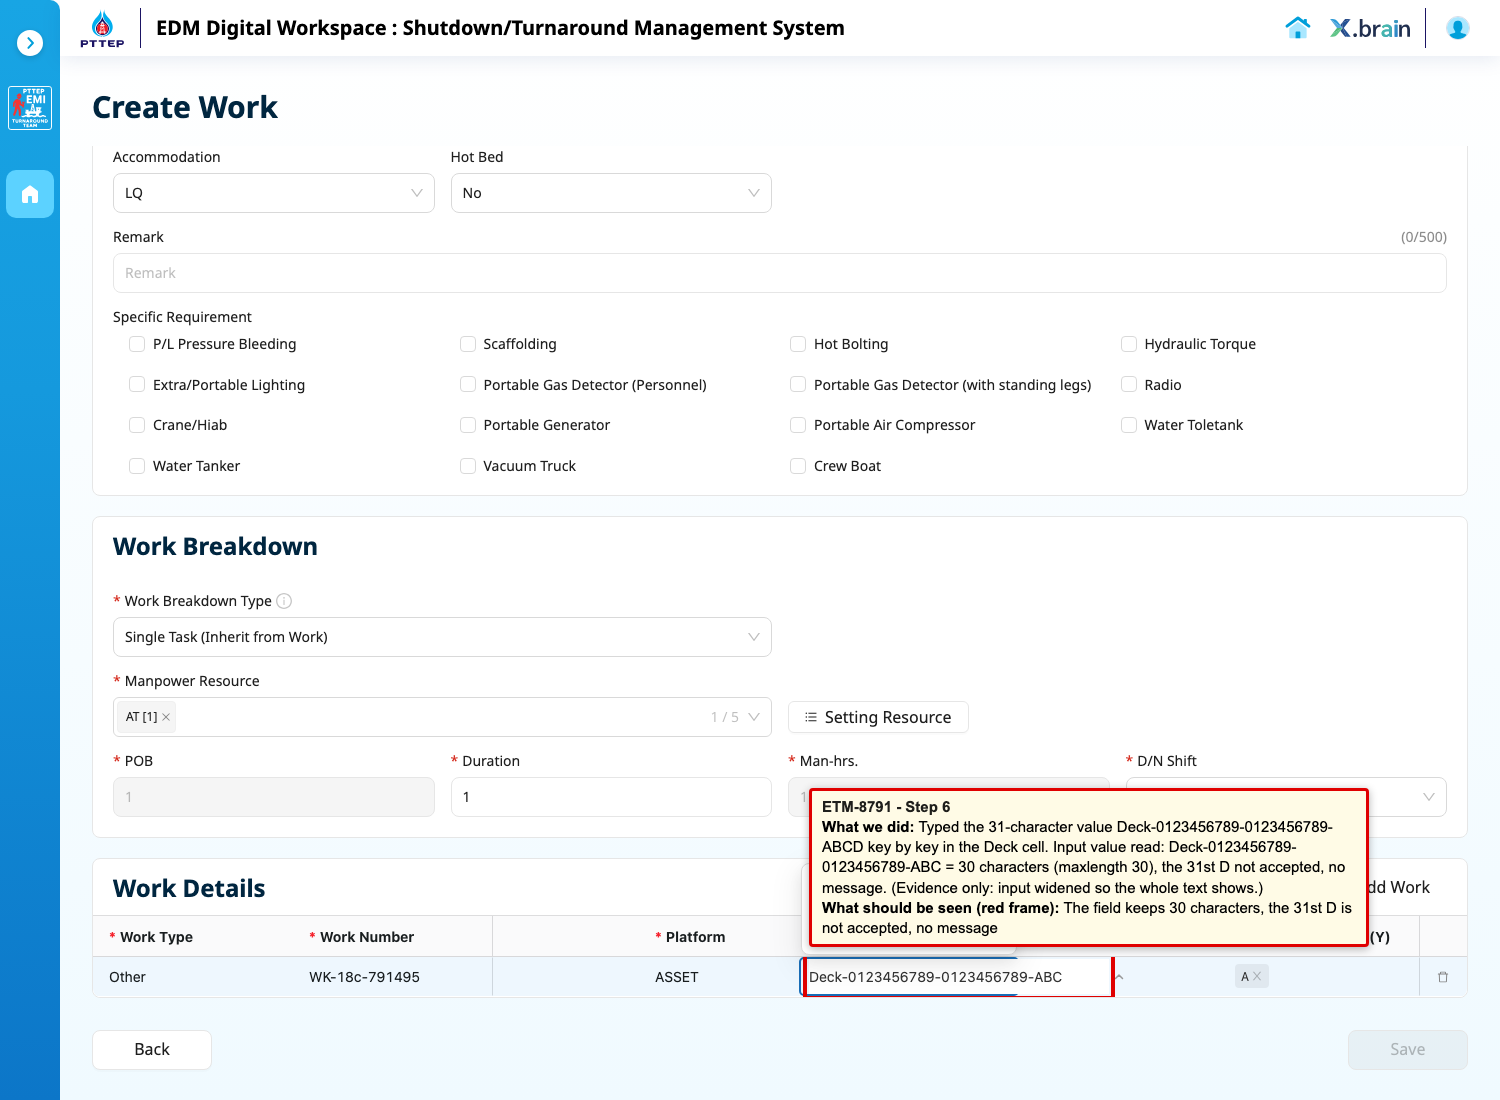 PTTEP
EDM Digital Workspace : Shutdown/Turnaround Management System
X.brain
PTTEP
EMI
TURNAROUND
TEAM
Create Work
Accommodation
Hot Bed
LQ
No
Remark
(0/500)
Remark
Specific Requirement
P/L Pressure Bleeding
Scaffolding
Hot Bolting
Hydraulic Torque
Extra/Portable Lighting
Portable Gas Detector (Personnel)
Portable Gas Detector (with standing legs)
Radio
Crane/Hiab
Portable Generator
Portable Air Compressor
Water Toletank
Water Tanker
Vacuum Truck
Crew Boat
Work Breakdown
* Work Breakdown Type
Single Task (Inherit from Work)
* Manpower Resource
AT [1]
1 / 5
Setting Resource
* POB
* Duration
* Man-hrs.
* D/N Shift
1
1
1
ETM-8791 - Step 6
What we did: Typed the 31-character value Deck-0123456789-0123456789-
ABCD key by key in the Deck cell. Input value read: Deck-0123456789-
0123456789-ABC = 30 characters (maxlength 30), the 31st D not accepted, no
message. (Evidence only: input widened so the whole text shows.)
What should be seen (red frame): The field keeps 30 characters, the 31st D is
not accepted, no message
Work Details
dd Work
* Work Type
* Work Number
* Platform
(Y)
Other
WK-18c-791495
ASSET
Deck-0123456789-0123456789-ABC
A
Back
Save